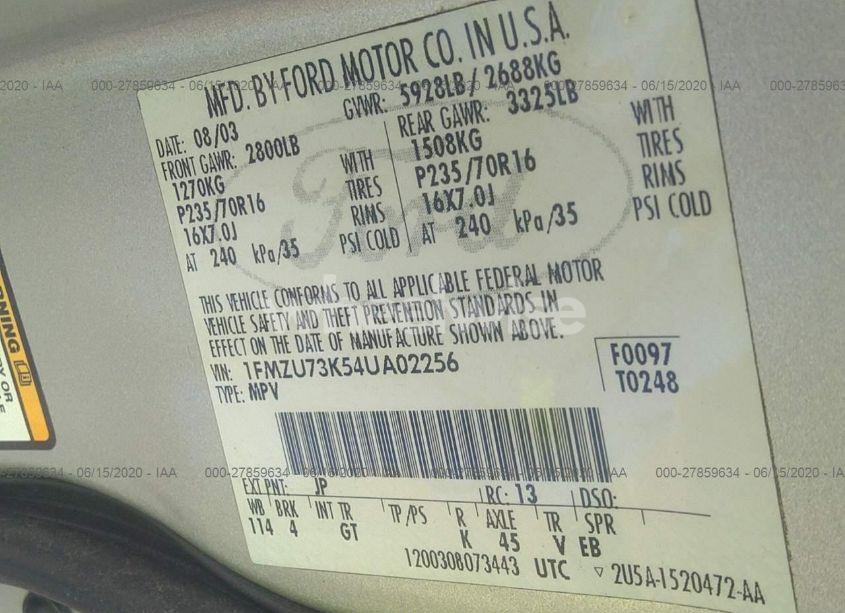 MFD. BY FORD MOTOR CO. IN U.S.A.
DATE: 08/03 GVWR: 5928LB / 2688KG
FRONT GAWR: 2800LB REAR GAWR: 3325LB
1270KG WITH 1508KG WITH
P235/70R16 TIRES P235/70R16 TIRES
16X7.0J RIMS 16X7.0J RIMS
AT 240 kPa/35 PSI COLD AT 240 kPa/35 PSI COLD
Ford
THIS VEHICLE CONFORMS TO ALL APPLICABLE FEDERAL MOTOR
VEHICLE SAFETY AND THEFT PREVENTION STANDARDS IN
EFFECT ON THE DATE OF MANUFACTURE SHOWN ABOVE.
VIN: 1FMZU73K54UA02256 F0097
TYPE: MPV T0248
EXT PNT: JP RC: 13 DSO:
WB BRK INT TR TP/PS R AXLE TR SPR
114 4 GT K 45 V EB
1200308073443 UTC ▽ 2U5A-1520472-AA
RNING
Y OR
000-27859634 - 06/15/2020 - IAA
000-27859634 - 06/15/2020 - IAA